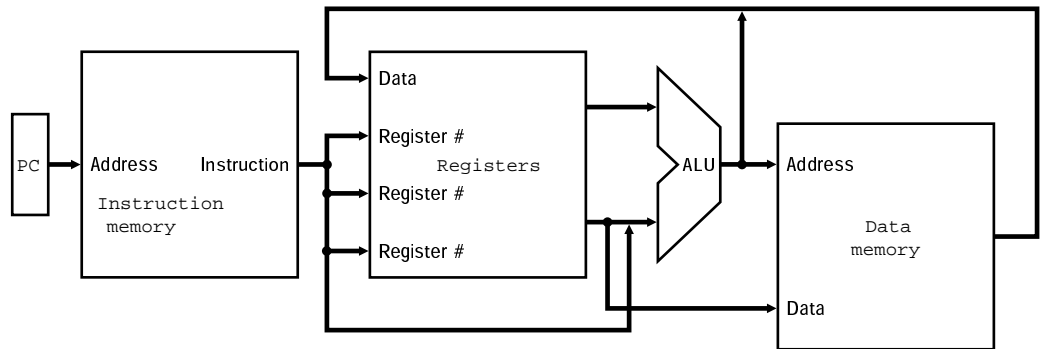 PC
Address
Instruction
Instruction
memory
Data
Register #
Registers
Register #
Register #
ALU
Address
Data
memory
Data